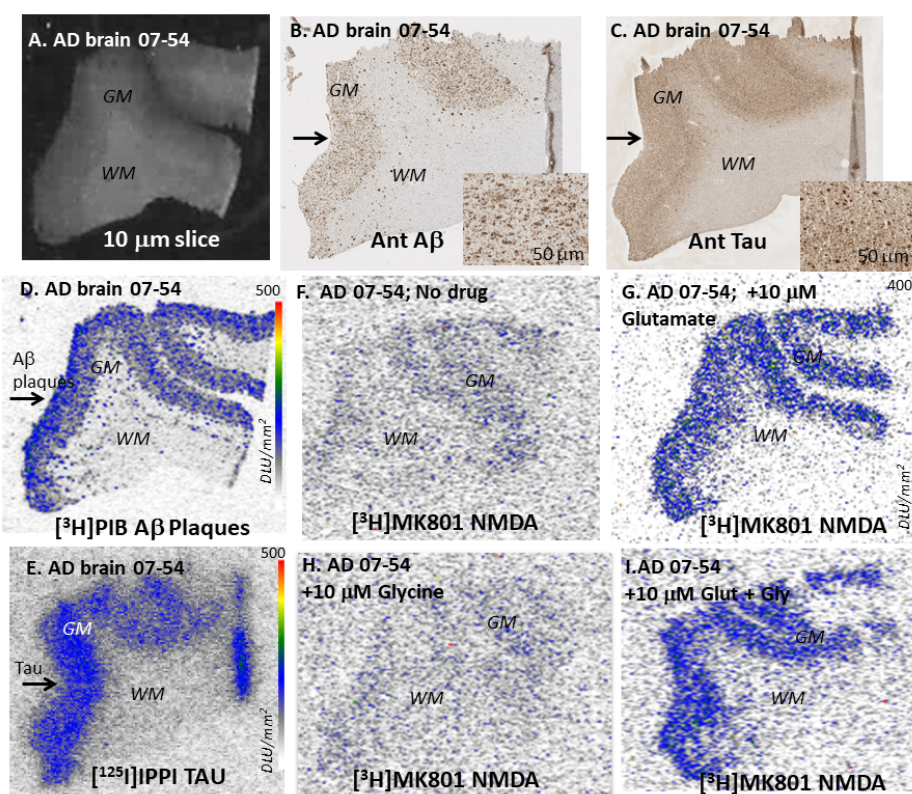 A. AD brain 07-54
GM
WM
10 μm slice
B. AD brain 07-54
GM
WM
Ant Aβ
50 μm
C. AD brain 07-54
GM
WM
Ant Tau
50 μm
D. AD brain 07-54
500
Aβ
plaques
GM
WM
DLU/mm²
[³H]PIB Aβ Plaques
F. AD 07-54; No drug
GM
WM
[³H]MK801 NMDA
G. AD 07-54; +10 μM
Glutamate
400
GM
WM
DLU/mm²
[³H]MK801 NMDA
E. AD brain 07-54
500
GM
Tau
WM
DLU/mm²
[¹²⁵I]IPPI TAU
H. AD 07-54
+10 μM Glycine
GM
WM
[³H]MK801 NMDA
I.AD 07-54
+10 μM Glut + Gly
GM
WM
[³H]MK801 NMDA